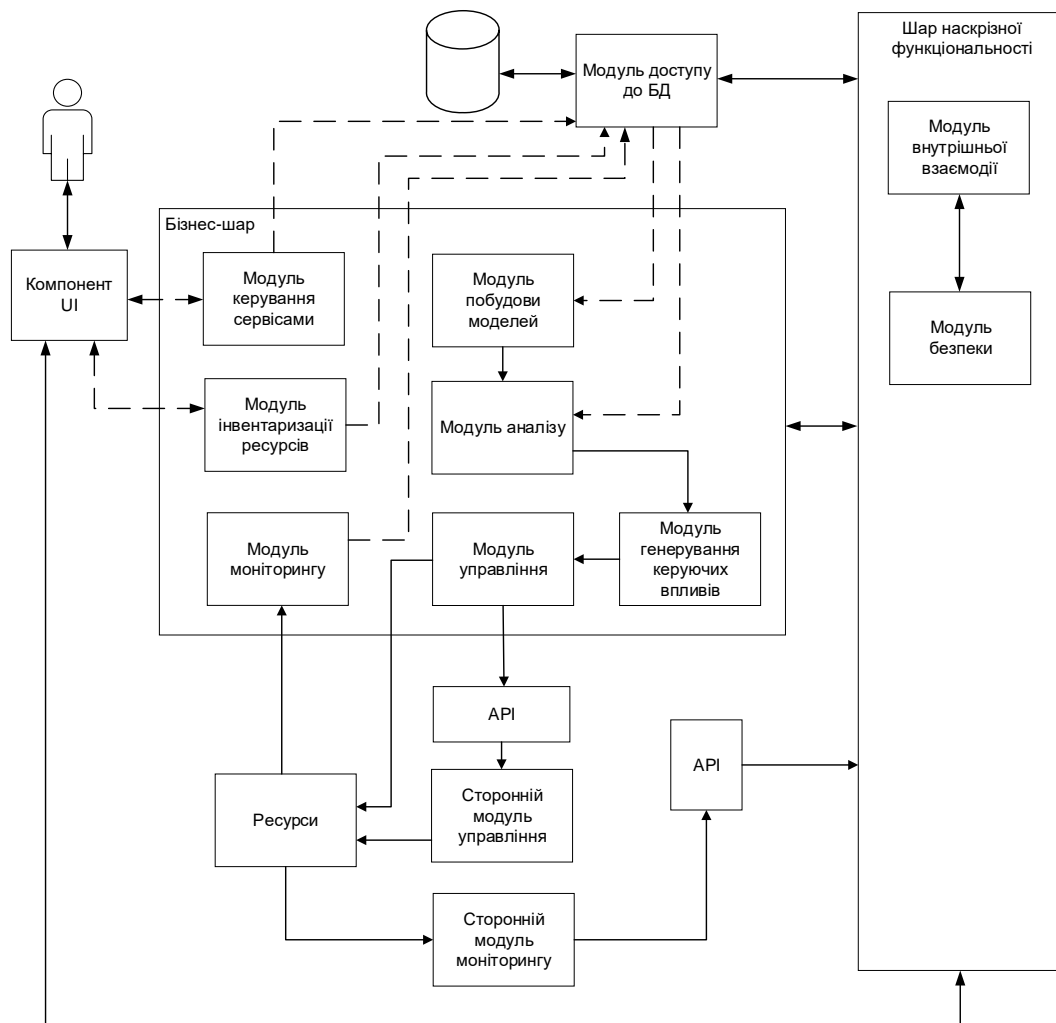 Шар наскрізної
функціональності
Модуль доступу
до БД
Модуль
внутрішньої
взаємодії
Бізнес-шар
Компонент
UI
Модуль
керування
сервісами
Модуль
побудови
моделей
Модуль
безпеки
Модуль
інвентаризації
ресурсів
Модуль аналізу
Модуль
моніторингу
Модуль
управління
Модуль
генерування
керуючих
впливів
API
API
Ресурси
Сторонній
модуль
управління
Сторонній
модуль
моніторингу